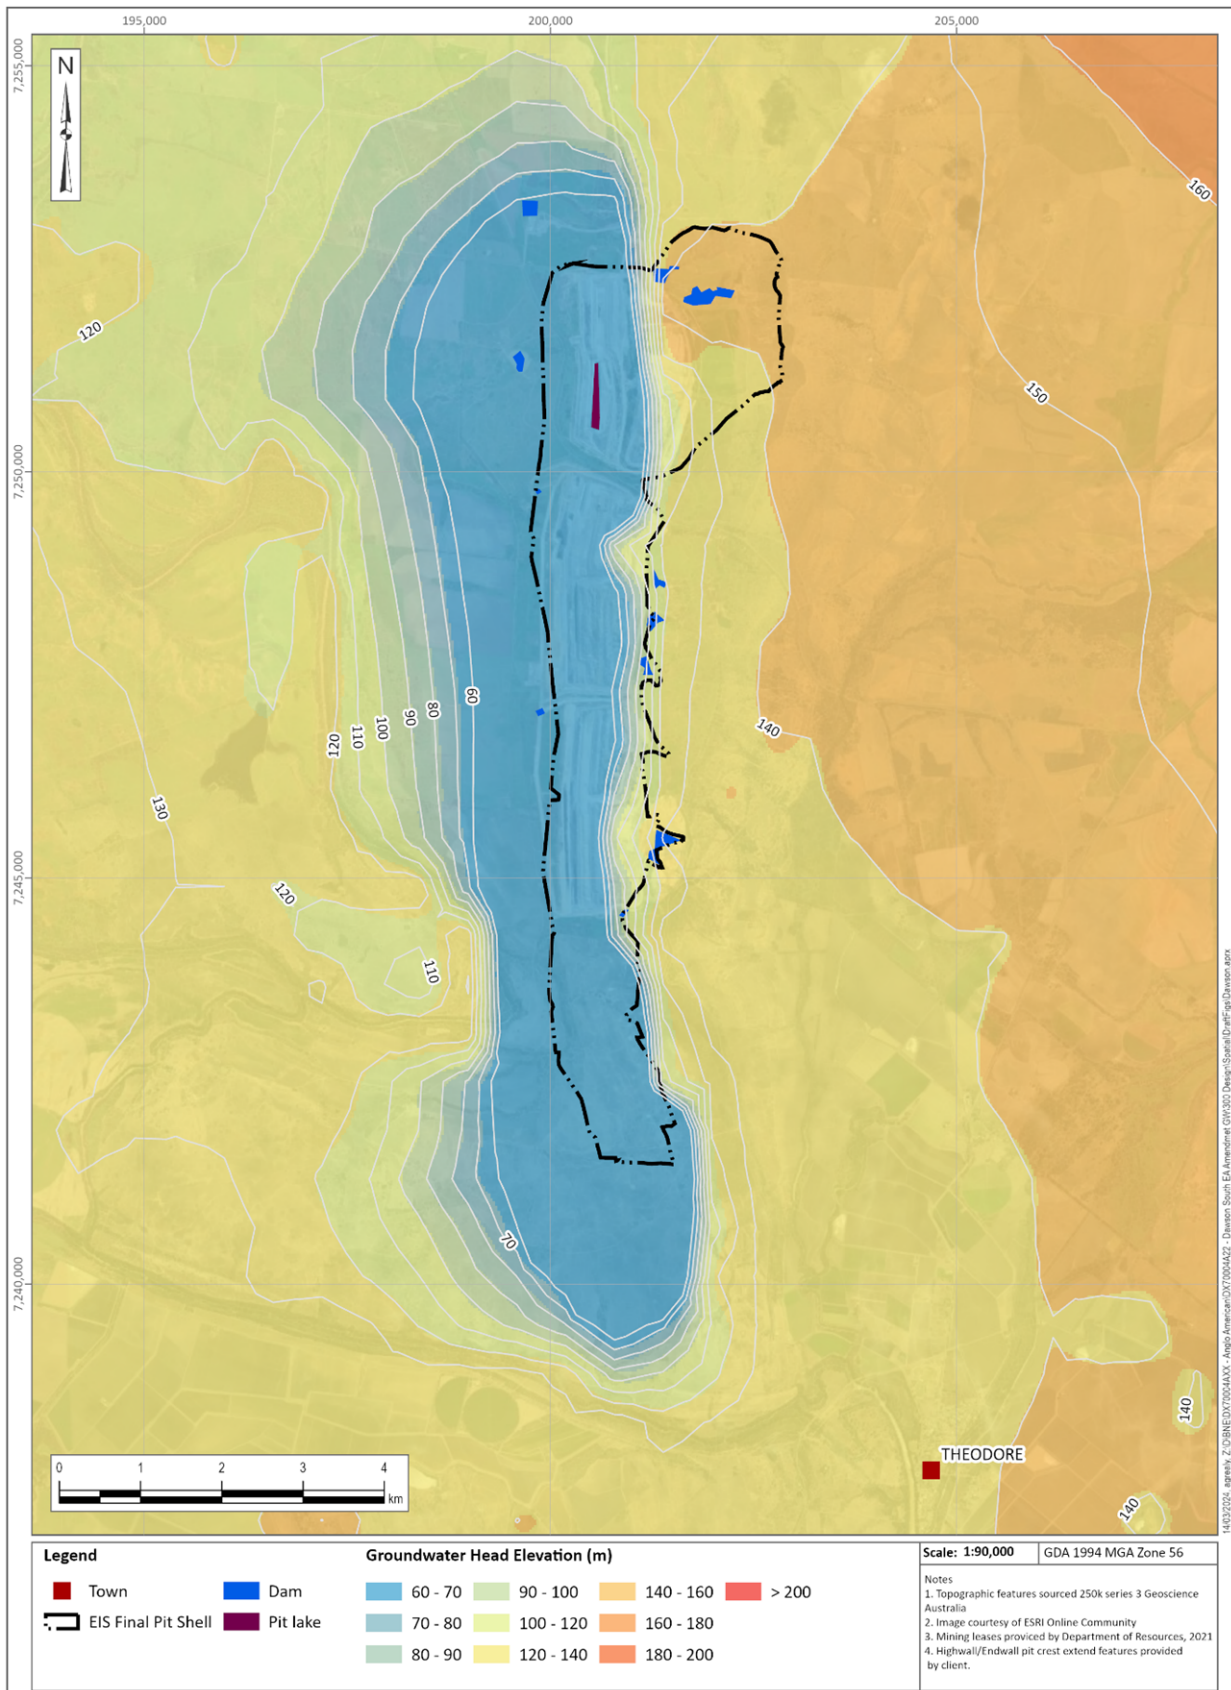 195,000
200,000
205,000
7,255,000
7,250,000
7,245,000
7,240,000
N
160
150
120
140
60
80
90
100
110
120
130
120
110
70
140
140
THEODORE
0 1 2 3 4
km
Legend
Town
Dam
EIS Final Pit Shell
Pit lake
Groundwater Head Elevation (m)
60 - 70
90 - 100
140 - 160
> 200
70 - 80
100 - 120
160 - 180
80 - 90
120 - 140
180 - 200
Scale: 1:90,000
GDA 1994 MGA Zone 56
Notes
1. Topographic features sourced 250k series 3 Geoscience
Australia
2. Image courtesy of ESRI Online Community
3. Mining leases proviced by Department of Resources, 2021
4. Highwall/Endwall pit crest extend features provided
by client.